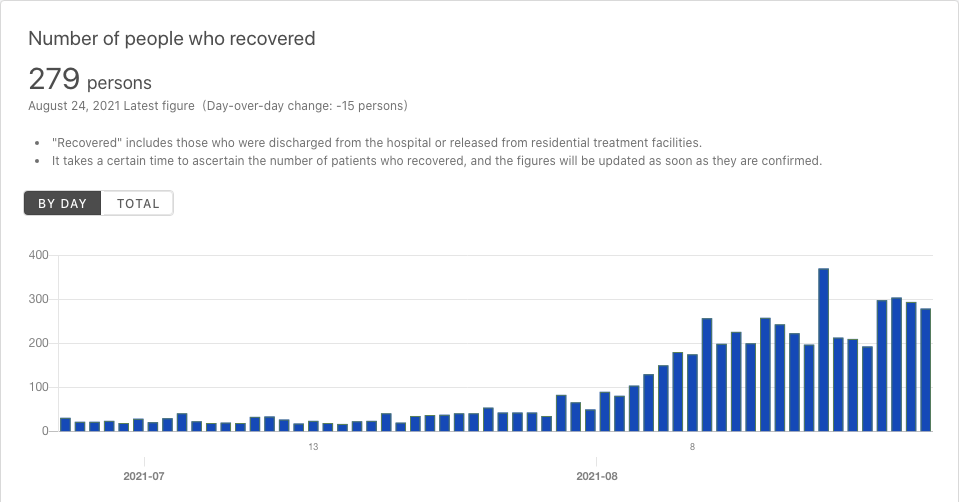 Number of people who recovered
279 persons
August 24, 2021 Latest figure (Day-over-day change: -15 persons)
• "Recovered" includes those who were discharged from the hospital or released from residential treatment facilities.
• It takes a certain time to ascertain the number of patients who recovered, and the figures will be updated as soon as they are confirmed.
BY DAY TOTAL
400
300
200
100
0
13 8
2021-07 2021-08